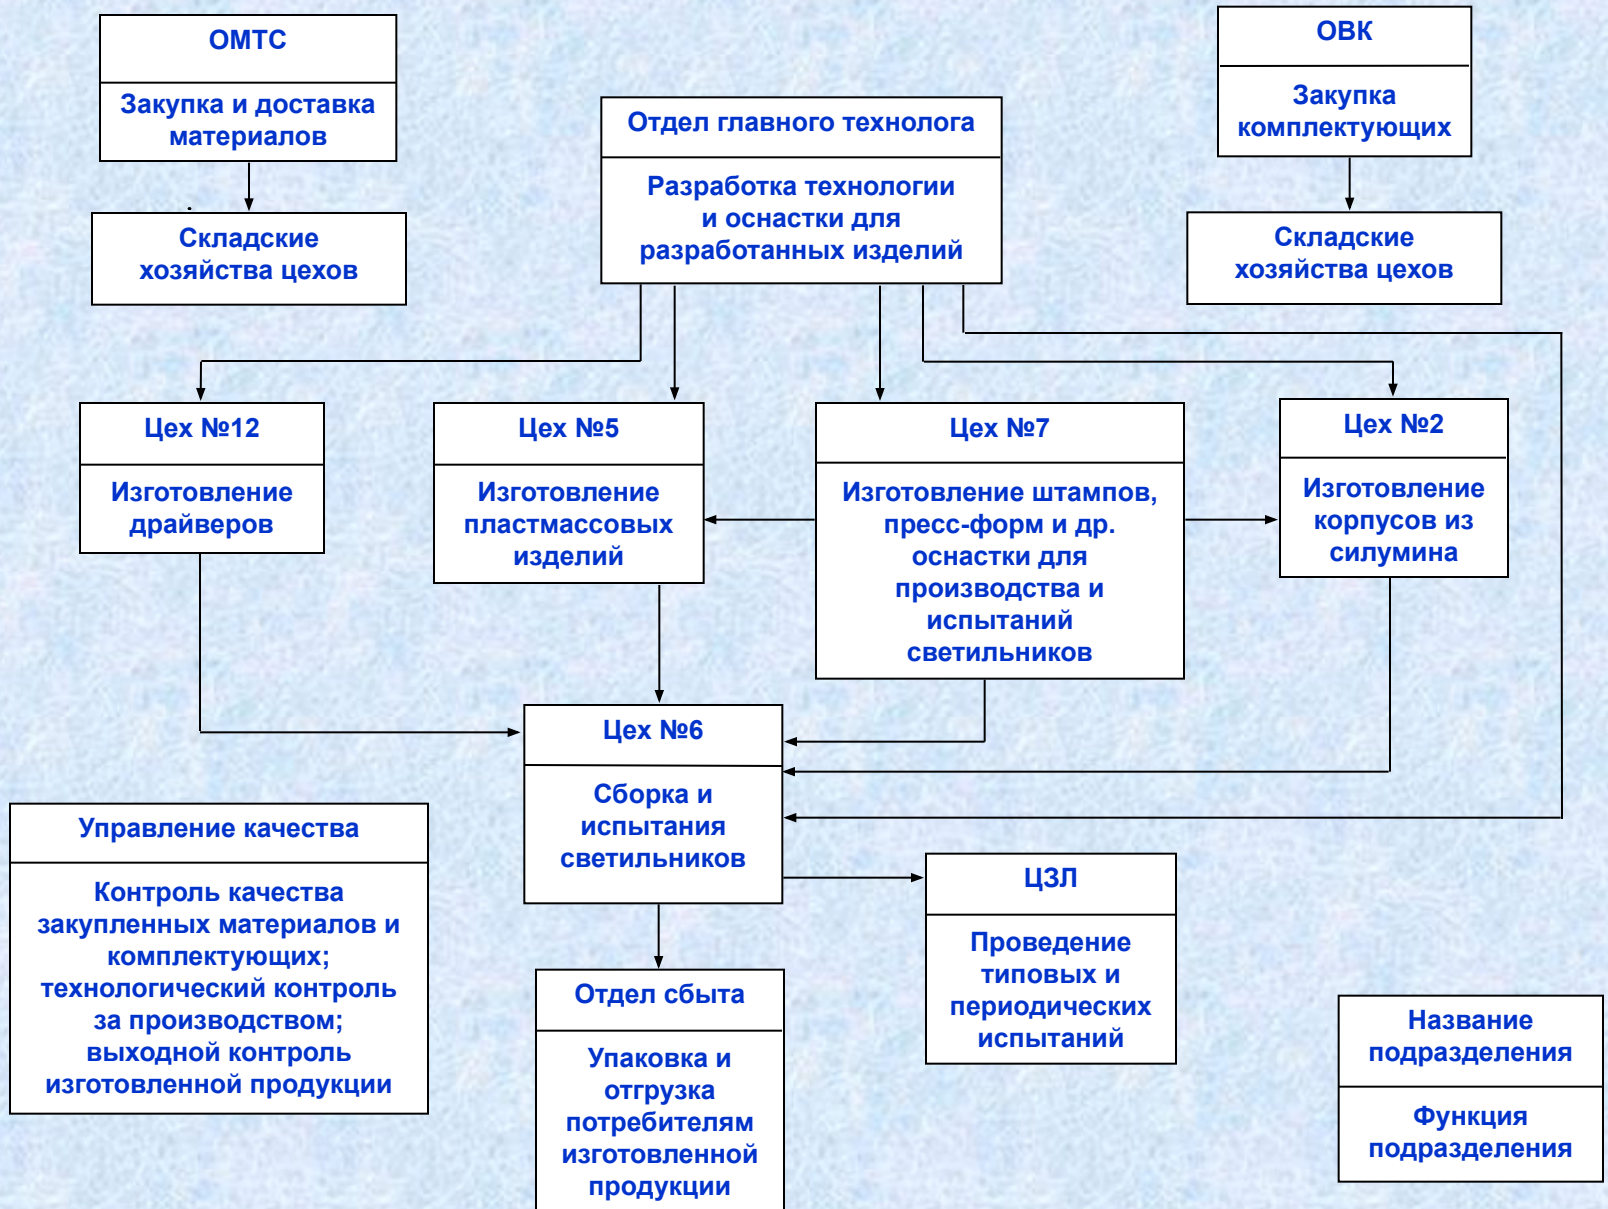 ОМТС
Закупка и доставка
материалов
Складские
хозяйства цехов
ОВК
Закупка
комплектующих
Складские
хозяйства цехов
Отдел главного технолога
Разработка технологии
и оснастки для
разработанных изделий
Цех №12
Изготовление
драйверов
Цех №5
Изготовление
пластмассовых
изделий
Цех №7
Изготовление штампов,
пресс-форм и др.
оснастки для
производства и
испытаний
светильников
Цех №2
Изготовление
корпусов из
силумина
Цех №6
Сборка и
испытания
светильников
Управление качества
Контроль качества
закупленных материалов и
комплектующих;
технологический контроль
за производством;
выходной контроль
изготовленной продукции
ЦЗЛ
Проведение
типовых и
периодических
испытаний
Отдел сбыта
Упаковка и
отгрузка
потребителям
изготовленной
продукции
Название
подразделения
Функция
подразделения